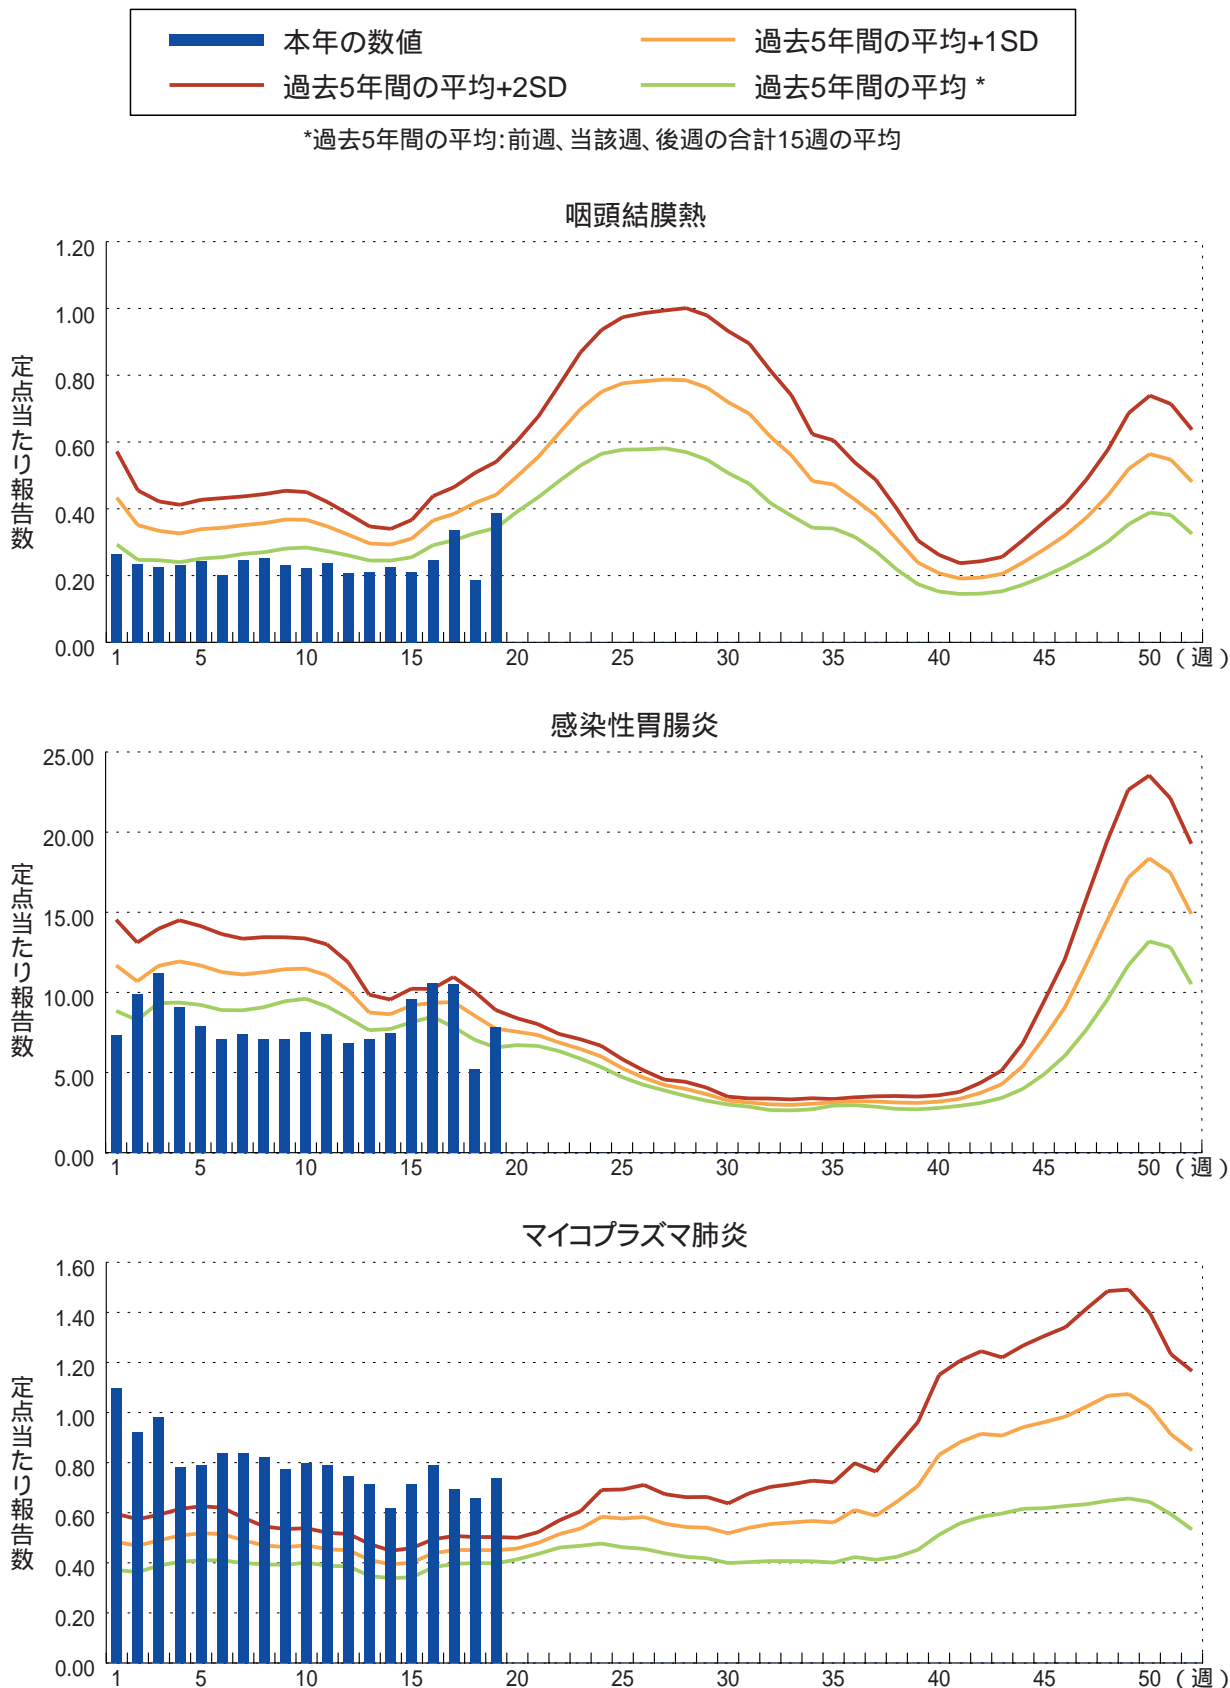 本年の数値 過去5年間の平均+1SD
過去5年間の平均+2SD 過去5年間の平均 *
*過去5年間の平均:前週、当該週、後週の合計15週の平均
咽頭結膜熱
定点当たり報告数
1.20
1.00
0.80
0.60
0.40
0.20
0.00
1 5 10 15 20 25 30 35 40 45 50 (週)
感染性胃腸炎
定点当たり報告数
25.00
20.00
15.00
10.00
5.00
0.00
1 5 10 15 20 25 30 35 40 45 50 (週)
マイコプラズマ肺炎
定点当たり報告数
1.60
1.40
1.20
1.00
0.80
0.60
0.40
0.20
0.00
1 5 10 15 20 25 30 35 40 45 50 (週)